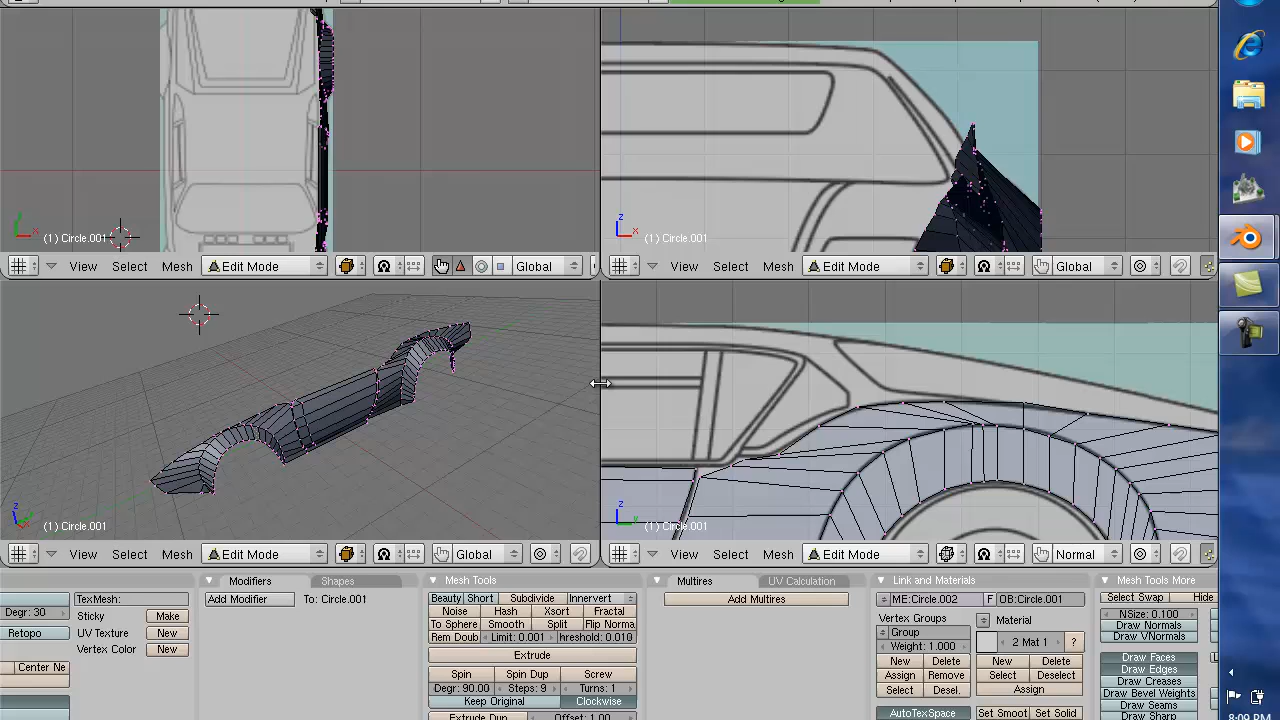 (1) Circle.001
z
x
(1) Circle.001
View Select Mesh Edit Mode Global
View Select Mesh Edit Mode Global
z
(1) Circle.001
z
y
(1) Circle.001
View Select Mesh Edit Mode Global
View Select Mesh Edit Mode Normal
Modifiers Shapes Mesh Tools Multires UV Calculation Link and Materials Mesh Tools More
Degr: 30
Retopo
Center Ne
TexMesh:
Sticky Make
UV Texture New
Vertex Color New
Add Modifier To: Circle.001
Beauty Short Subdivide Innervert
Noise Hash Xsort Fractal
To Sphere Smooth Split Flip Norma
Rem Doub Limit: 0.001 hreshold: 0.010
Extrude
Spin Spin Dup Screw
Degr: 90.00 Steps: 9 Turns: 1
Keep Original Clockwise
Extrude Dup Offset: 1.00
Add Multires
ME:Circle.002 F OB:Circle.001
Vertex Groups
Group
Weight: 1.000
New Delete
Assign Remove
Select Desel.
AutoTexSpace
Material
2 Mat 1 ?
New Delete
Select Deselect
Assign
Set Smoot Set Solid
Select Swap Hide
NSize: 0.100
Draw Normals
Draw VNormals
Draw Faces
Draw Edges
Draw Creases
Draw Bevel Weights
Draw Seams
Draw Sharp
8:09 PM